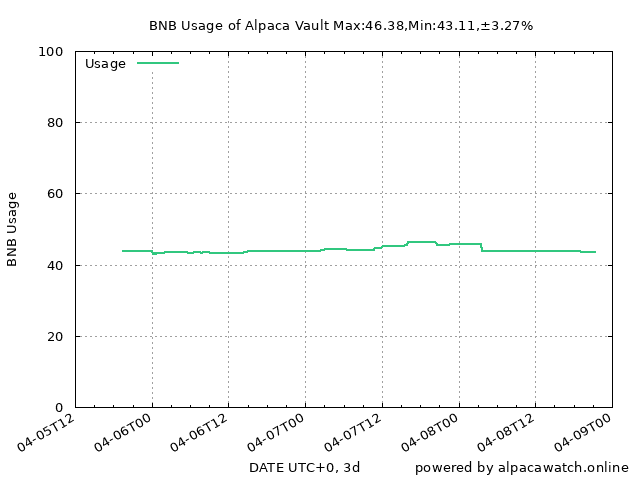 BNB Usage of Alpaca Vault Max:46.38,Min:43.11,±3.27%
100
Usage
80
60
BNB Usage
40
20
0
04-05T12 04-06T00 04-06T12 04-07T00 04-07T12 04-08T00 04-08T12 04-09T00
DATE UTC+0, 3d powered by alpacawatch.online